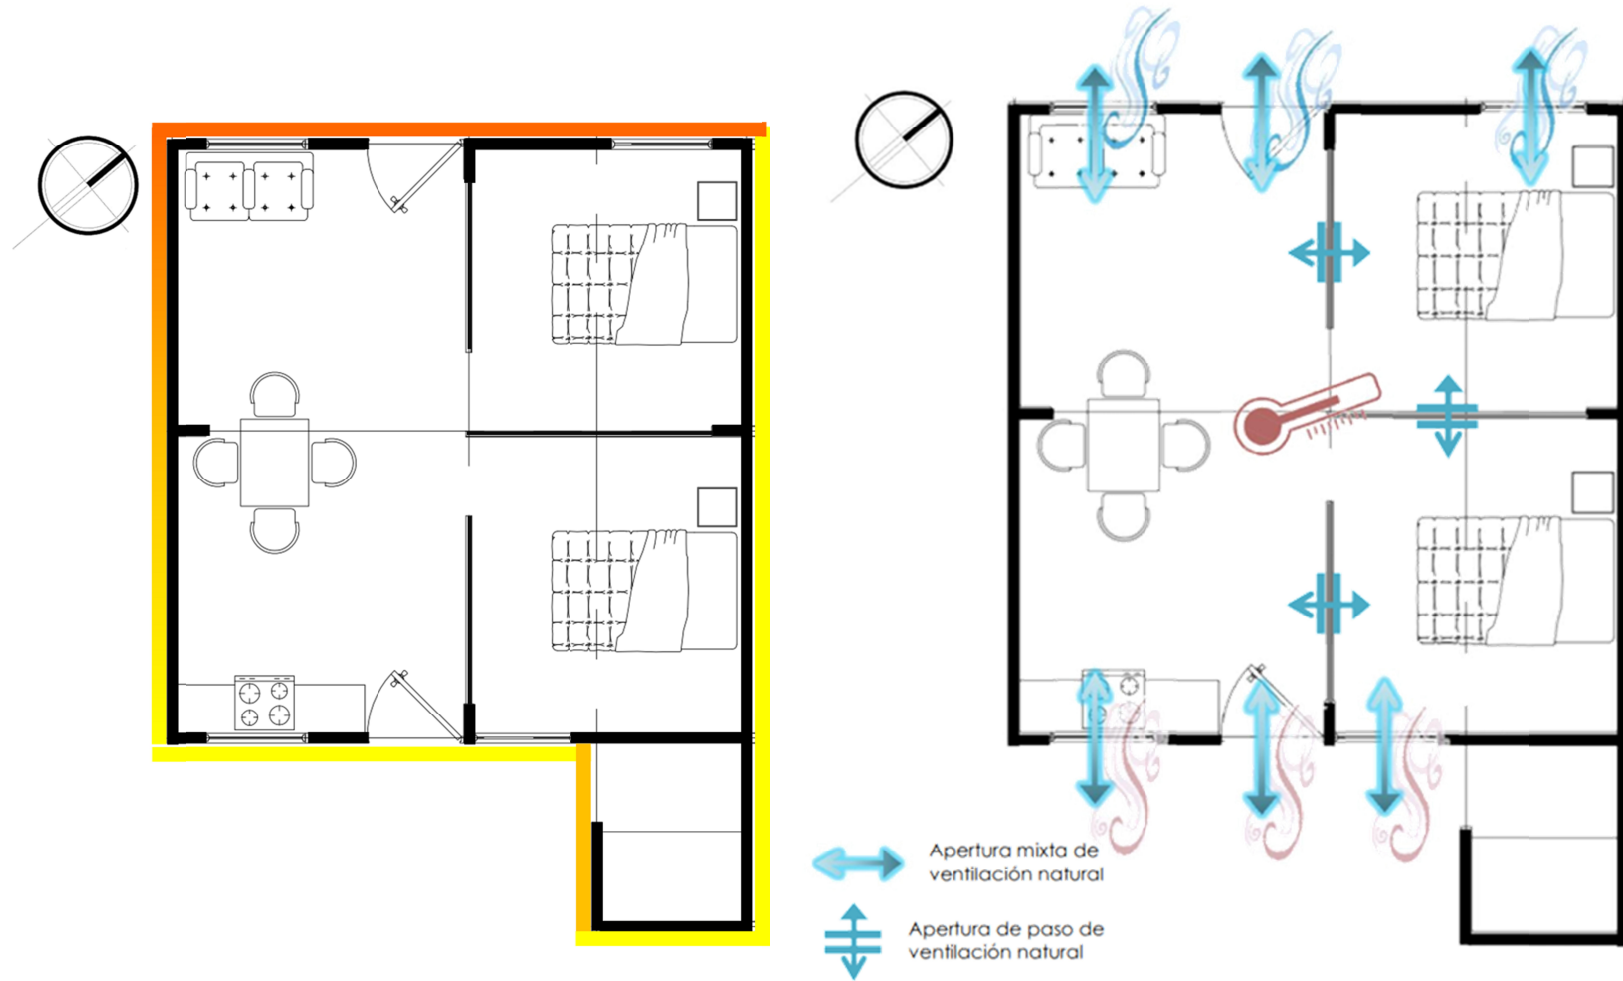 Apertura mixta de
ventilación natural
Apertura de paso de
ventilación natural